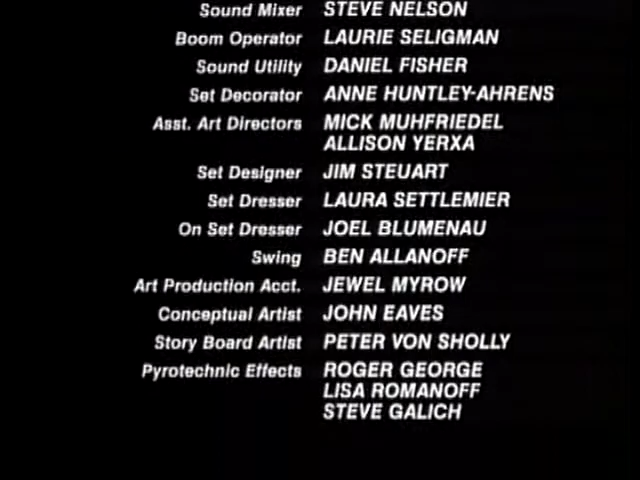 Sound Mixer STEVE NELSON
Boom Operator LAURIE SELIGMAN
Sound Utility DANIEL FISHER
Set Decorator ANNE HUNTLEY-AHRENS
Asst. Art Directors MICK MUHFRIEDEL
ALLISON YERXA
Set Designer JIM STEUART
Set Dresser LAURA SETTLEMIER
On Set Dresser JOEL BLUMENAU
Swing BEN ALLANOFF
Art Production Acct. JEWEL MYROW
Conceptual Artist JOHN EAVES
Story Board Artist PETER VON SHOLLY
Pyrotechnic Effects ROGER GEORGE
LISA ROMANOFF
STEVE GALICH